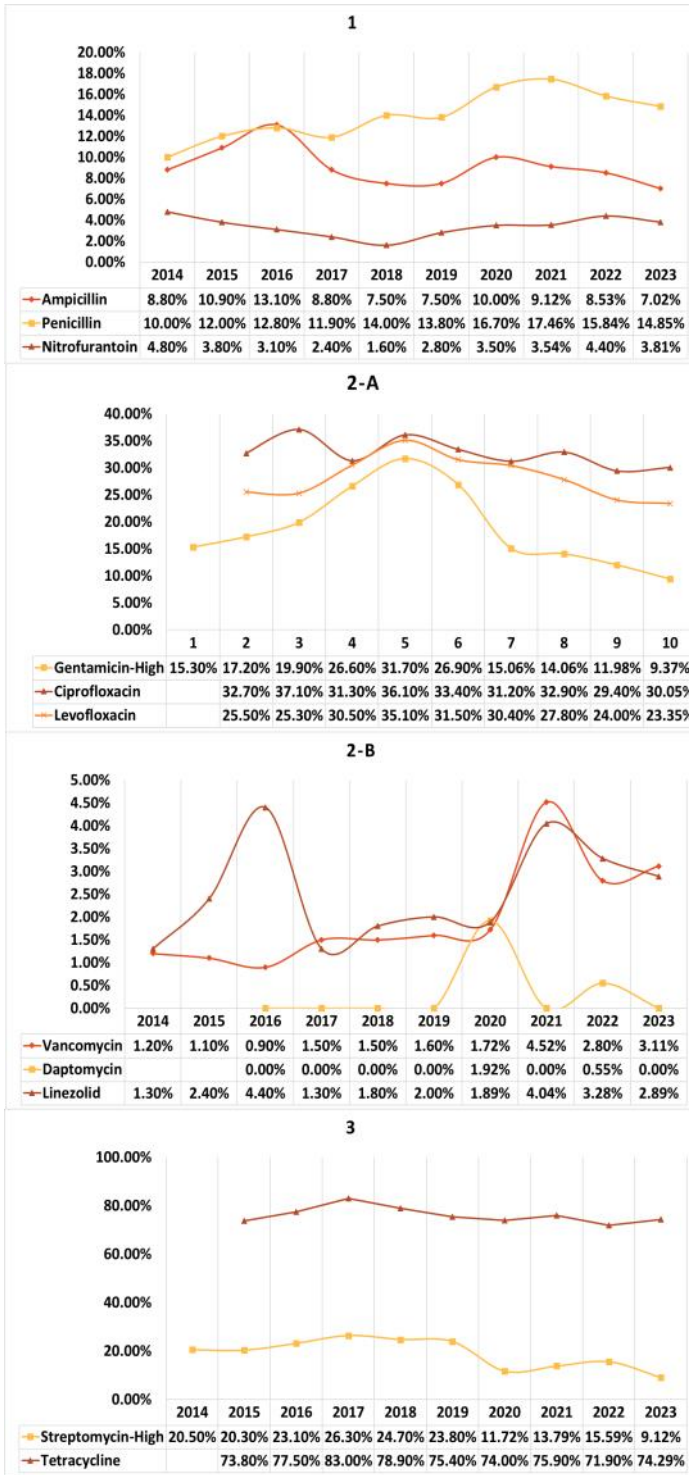 1
20.00%
18.00%
16.00%
14.00%
12.00%
10.00%
8.00%
6.00%
4.00%
2.00%
0.00%
2014 2015 2016 2017 2018 2019 2020 2021 2022 2023
Ampicillin 8.80% 10.90% 13.10% 8.80% 7.50% 7.50% 10.00% 9.12% 8.53% 7.02%
Penicillin 10.00% 12.00% 12.80% 11.90% 14.00% 13.80% 16.70% 17.46% 15.84% 14.85%
Nitrofurantoin 4.80% 3.80% 3.10% 2.40% 1.60% 2.80% 3.50% 3.54% 4.40% 3.81%
2-A
40.00%
35.00%
30.00%
25.00%
20.00%
15.00%
10.00%
5.00%
0.00%
1 2 3 4 5 6 7 8 9 10
Gentamicin-High 15.30% 17.20% 19.90% 26.60% 31.70% 26.90% 15.06% 14.06% 11.98% 9.37%
Ciprofloxacin 32.70% 37.10% 31.30% 36.10% 33.40% 31.20% 32.90% 29.40% 30.05%
Levofloxacin 25.50% 25.30% 30.50% 35.10% 31.50% 30.40% 27.80% 24.00% 23.35%
2-B
5.00%
4.50%
4.00%
3.50%
3.00%
2.50%
2.00%
1.50%
1.00%
0.50%
0.00%
2014 2015 2016 2017 2018 2019 2020 2021 2022 2023
Vancomycin 1.20% 1.10% 0.90% 1.50% 1.50% 1.60% 1.72% 4.52% 2.80% 3.11%
Daptomycin 0.00% 0.00% 0.00% 0.00% 1.92% 0.00% 0.55% 0.00%
Linezolid 1.30% 2.40% 4.40% 1.30% 1.80% 2.00% 1.89% 4.04% 3.28% 2.89%
3
100.00%
80.00%
60.00%
40.00%
20.00%
0.00%
2014 2015 2016 2017 2018 2019 2020 2021 2022 2023
Streptomycin-High 20.50% 20.30% 23.10% 26.30% 24.70% 23.80% 11.72% 13.79% 15.59% 9.12%
Tetracycline 73.80% 77.50% 83.00% 78.90% 75.40% 74.00% 75.90% 71.90% 74.29%